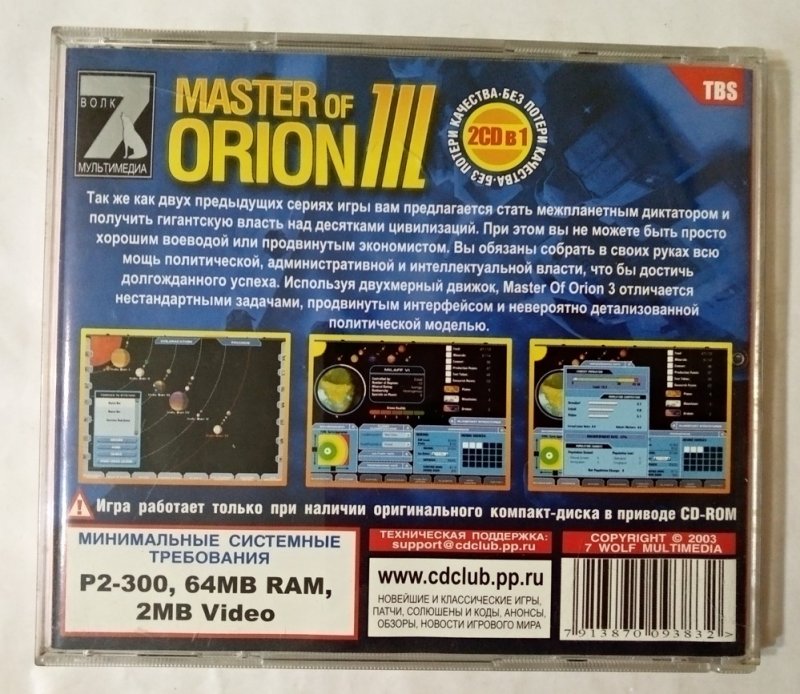 7
ВОЛК
МУЛЬТИМЕДИА
MASTER OF
ORION III
КАЧЕСТВА·БЕЗ ПОТЕРИ КАЧЕСТВА·БЕЗ ПОТЕРИ
2CD В 1
TBS
Так же как двух предыдущих сериях игры вам предлагается стать межпланетным диктатором и
получить гигантскую власть над десятками цивилизаций. При этом вы не можете быть просто
хорошим воеводой или продвинутым экономистом. Вы обязаны собрать в своих руках всю
мощь политической, административной и интеллектуальной власти, что бы достичь
долгожданного успеха. Используя двухмерный движок, Master Of Orion 3 отличается
нестандартными задачами, продвинутым интерфейсом и невероятно детализованной
политической моделью.
Игра работает только при наличии оригинального компакт-диска в приводе CD-ROM
МИНИМАЛЬНЫЕ СИСТЕМНЫЕ
ТРЕБОВАНИЯ
P2-300, 64MB RAM,
2MB Video
ТЕХНИЧЕСКАЯ ПОДДЕРЖКА:
support@cdclub.pp.ru
www.cdclub.pp.ru
НОВЕЙШИЕ И КЛАССИЧЕСКИЕ ИГРЫ,
ПАТЧИ, СОЛЮШЕНЫ И КОДЫ, АНОНСЫ,
ОБЗОРЫ, НОВОСТИ ИГРОВОГО МИРА
COPYRIGHT © 2003
7 WOLF MULTIMEDIA
7 913870 093832 >